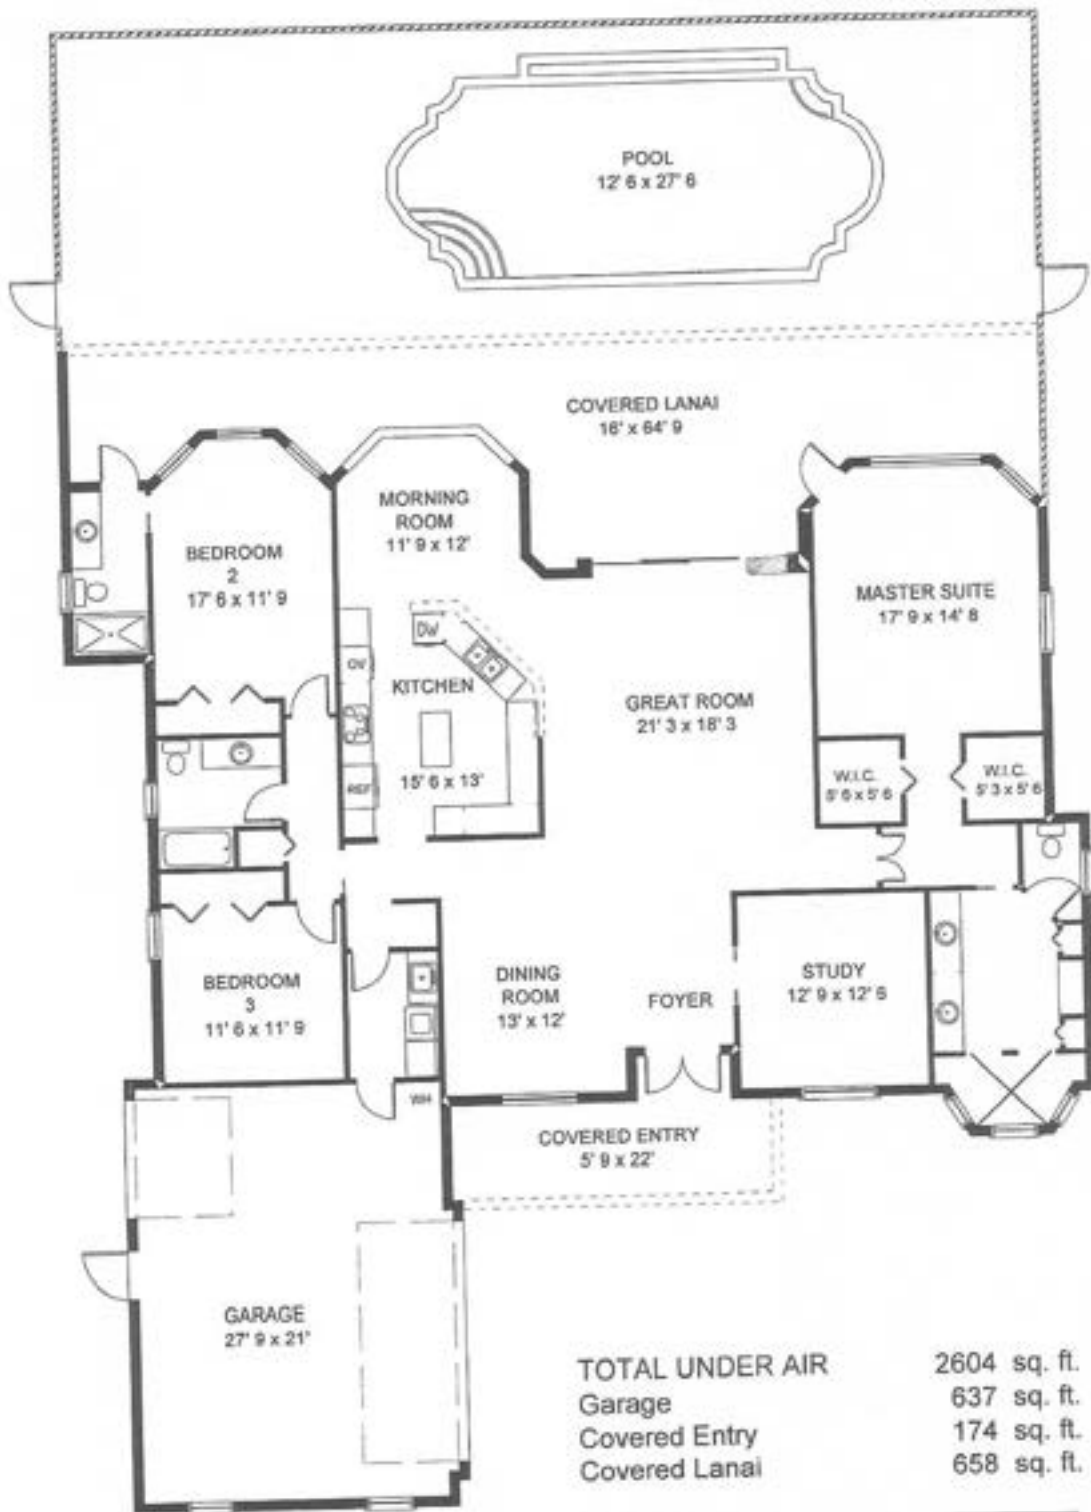 POOL
12' 6 x 27' 6
COVERED LANAI
16' x 64' 9
MORNING
ROOM
11' 9 x 12'
BEDROOM
2
17' 6 x 11' 9
MASTER SUITE
17' 9 x 14' 8
DW
OV
KITCHEN
GREAT ROOM
21' 3 x 18' 3
15' 6 x 13'
REF
W.I.C.
5' 6 x 5' 6
W.I.C.
5' 3 x 5' 6
BEDROOM
3
11' 6 x 11' 9
DINING
ROOM
13' x 12'
FOYER
STUDY
12' 9 x 12' 6
WH
COVERED ENTRY
5' 9 x 22'
GARAGE
27' 9 x 21'
TOTAL UNDER AIR 2604 sq. ft.
Garage 637 sq. ft.
Covered Entry 174 sq. ft.
Covered Lanai 658 sq. ft.